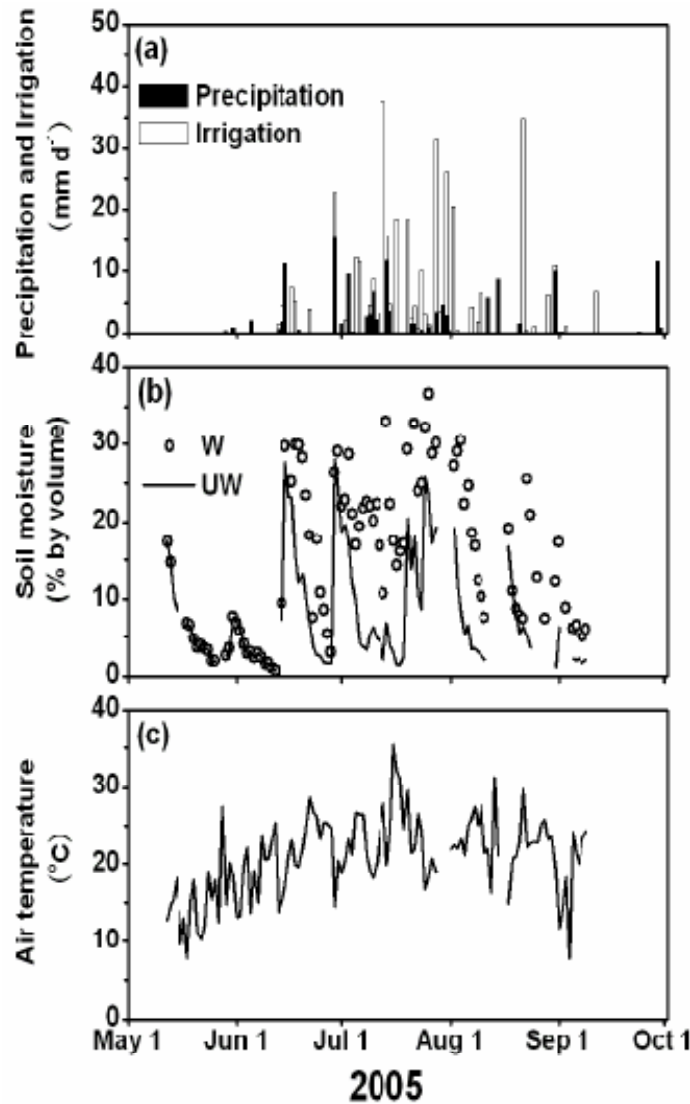 50
40
30
20
10
0
(a)
Precipitation
Irrigation
Precipitation and Irrigation
(mm d⁻)
40
30
20
10
0
(b)
W
UW
Soil moisture
(% by volume)
40
30
20
10
0
(c)
Air temperature
(°C)
May 1 Jun 1 Jul 1 Aug 1 Sep 1 Oct 1
2005